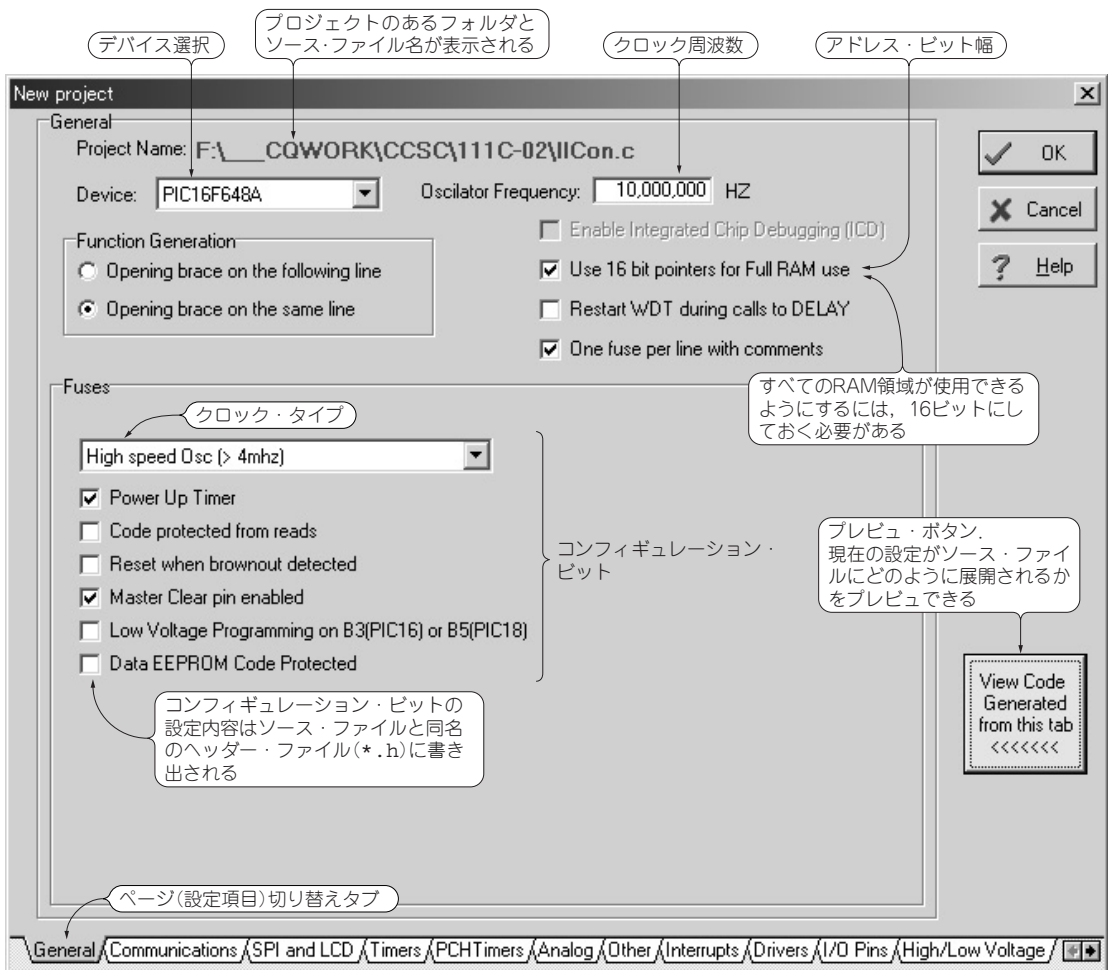 デバイス選択
プロジェクトのあるフォルダと
ソース・ファイル名が表示される
クロック周波数
アドレス・ビット幅
New project
General
Project Name: F:\___CQWORK\CCSC\111C-02\IICon.c
Device: PIC16F648A
Oscilator Frequency: 10,000,000 HZ
Function Generation
Opening brace on the following line
Opening brace on the same line
Enable Integrated Chip Debugging (ICD)
Use 16 bit pointers for Full RAM use
Restart WDT during calls to DELAY
One fuse per line with comments
OK
Cancel
Help
すべてのRAM領域が使用できる
ようにするには，16ビットにし
ておく必要がある
Fuses
クロック・タイプ
High speed Osc (> 4mhz)
Power Up Timer
Code protected from reads
Reset when brownout detected
Master Clear pin enabled
Low Voltage Programming on B3(PIC16) or B5(PIC18)
Data EEPROM Code Protected
コンフィギュレーション・
ビット
プレビュ・ボタン．
現在の設定がソース・ファイ
ルにどのように展開されるか
をプレビュできる
コンフィギュレーション・ビットの
設定内容はソース・ファイルと同名
のヘッダー・ファイル(*.h)に書き
出される
View Code
Generated
from this tab
<<<<<<<
ページ(設定項目)切り替えタブ
General Communications SPI and LCD Timers PCHTimers Analog Other Interrupts Drivers I/O Pins High/Low Voltage